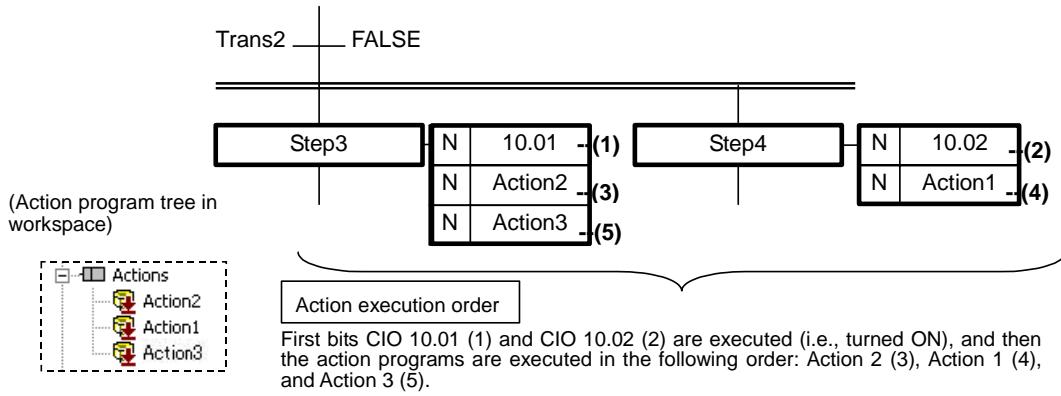 Trans2 FALSE
Step3 N 10.01 (1) Step4 N 10.02 (2)
N Action2 (3) N Action1 (4)
N Action3 (5)
(Action program tree in
workspace)
Actions
Action2
Action1
Action3
Action execution order
First bits CIO 10.01 (1) and CIO 10.02 (2) are executed (i.e., turned ON), and then
the action programs are executed in the following order: Action 2 (3), Action 1 (4),
and Action 3 (5).